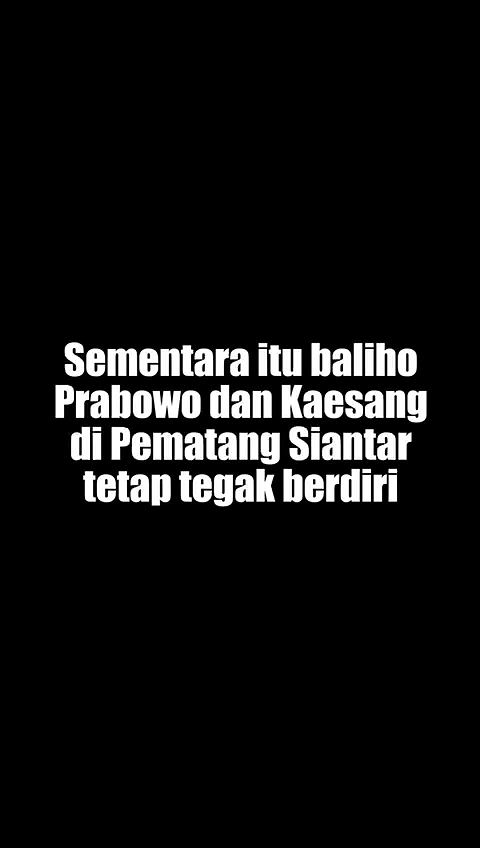 Sementara itu baliho
Prabowo dan Kaesang
di Pematang Siantar
tetap tegak berdiri